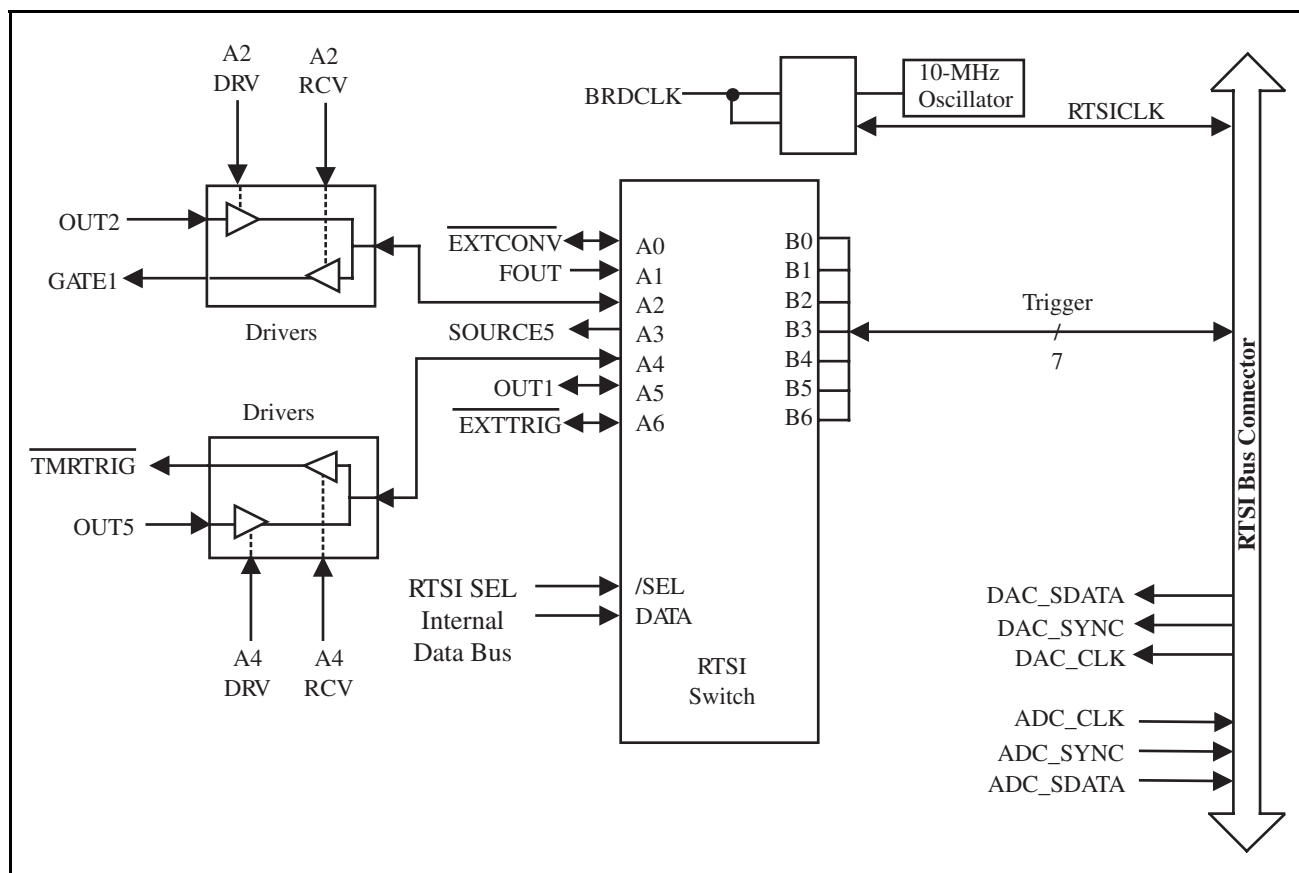 A2
DRV
A2
RCV
OUT2
GATE1
Drivers
BRDCLK
10-MHz
Oscillator
RTSICLK
EXTCONV
FOUT
SOURCE5
OUT1
EXTTRIG
A0
A1
A2
A3
A4
A5
A6
B0
B1
B2
B3
B4
B5
B6
Trigger
/
7
RTSI Bus Connector
Drivers
TMRTRIG
OUT5
A4
DRV
A4
RCV
RTSI SEL
Internal
Data Bus
/SEL
DATA
RTSI
Switch
DAC_SDATA
DAC_SYNC
DAC_CLK
ADC_CLK
ADC_SYNC
ADC_SDATA